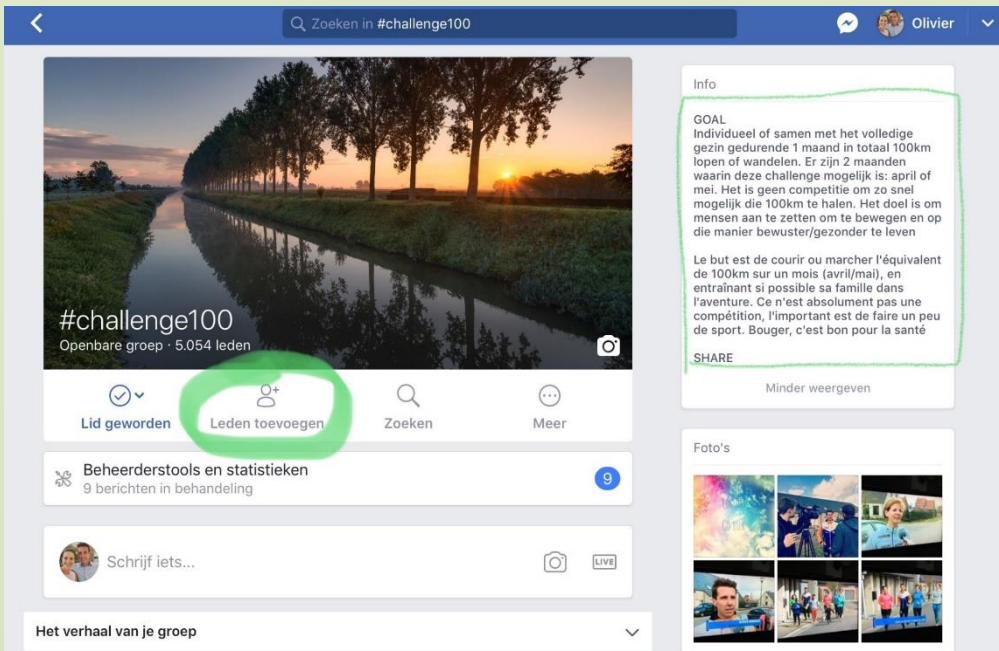 Zoeken in #challenge100
Olivier
#challenge100
Openbare groep · 5.054 leden
Lid geworden
Leden toevoegen
Zoeken
Meer
Beheerderstools en statistieken
9 berichten in behandeling
9
Schrijf iets...
LIVE
Het verhaal van je groep
Info
GOAL
Individueel of samen met het volledige
gezin gedurende 1 maand in totaal 100km
lopen of wandelen. Er zijn 2 maanden
waarin deze challenge mogelijk is: april of
mei. Het is geen competitie om zo snel
mogelijk die 100km te halen. Het doel is om
mensen aan te zetten om te bewegen en op
die manier bewuster/gezonder te leven
Le but est de courir ou marcher l'équivalent
de 100km sur un mois (avril/mai), en
entraînant si possible sa famille dans
l'aventure. Ce n'est absolument pas une
compétition, l'important est de faire un peu
de sport. Bouger, c'est bon pour la santé
SHARE
Minder weergeven
Foto's